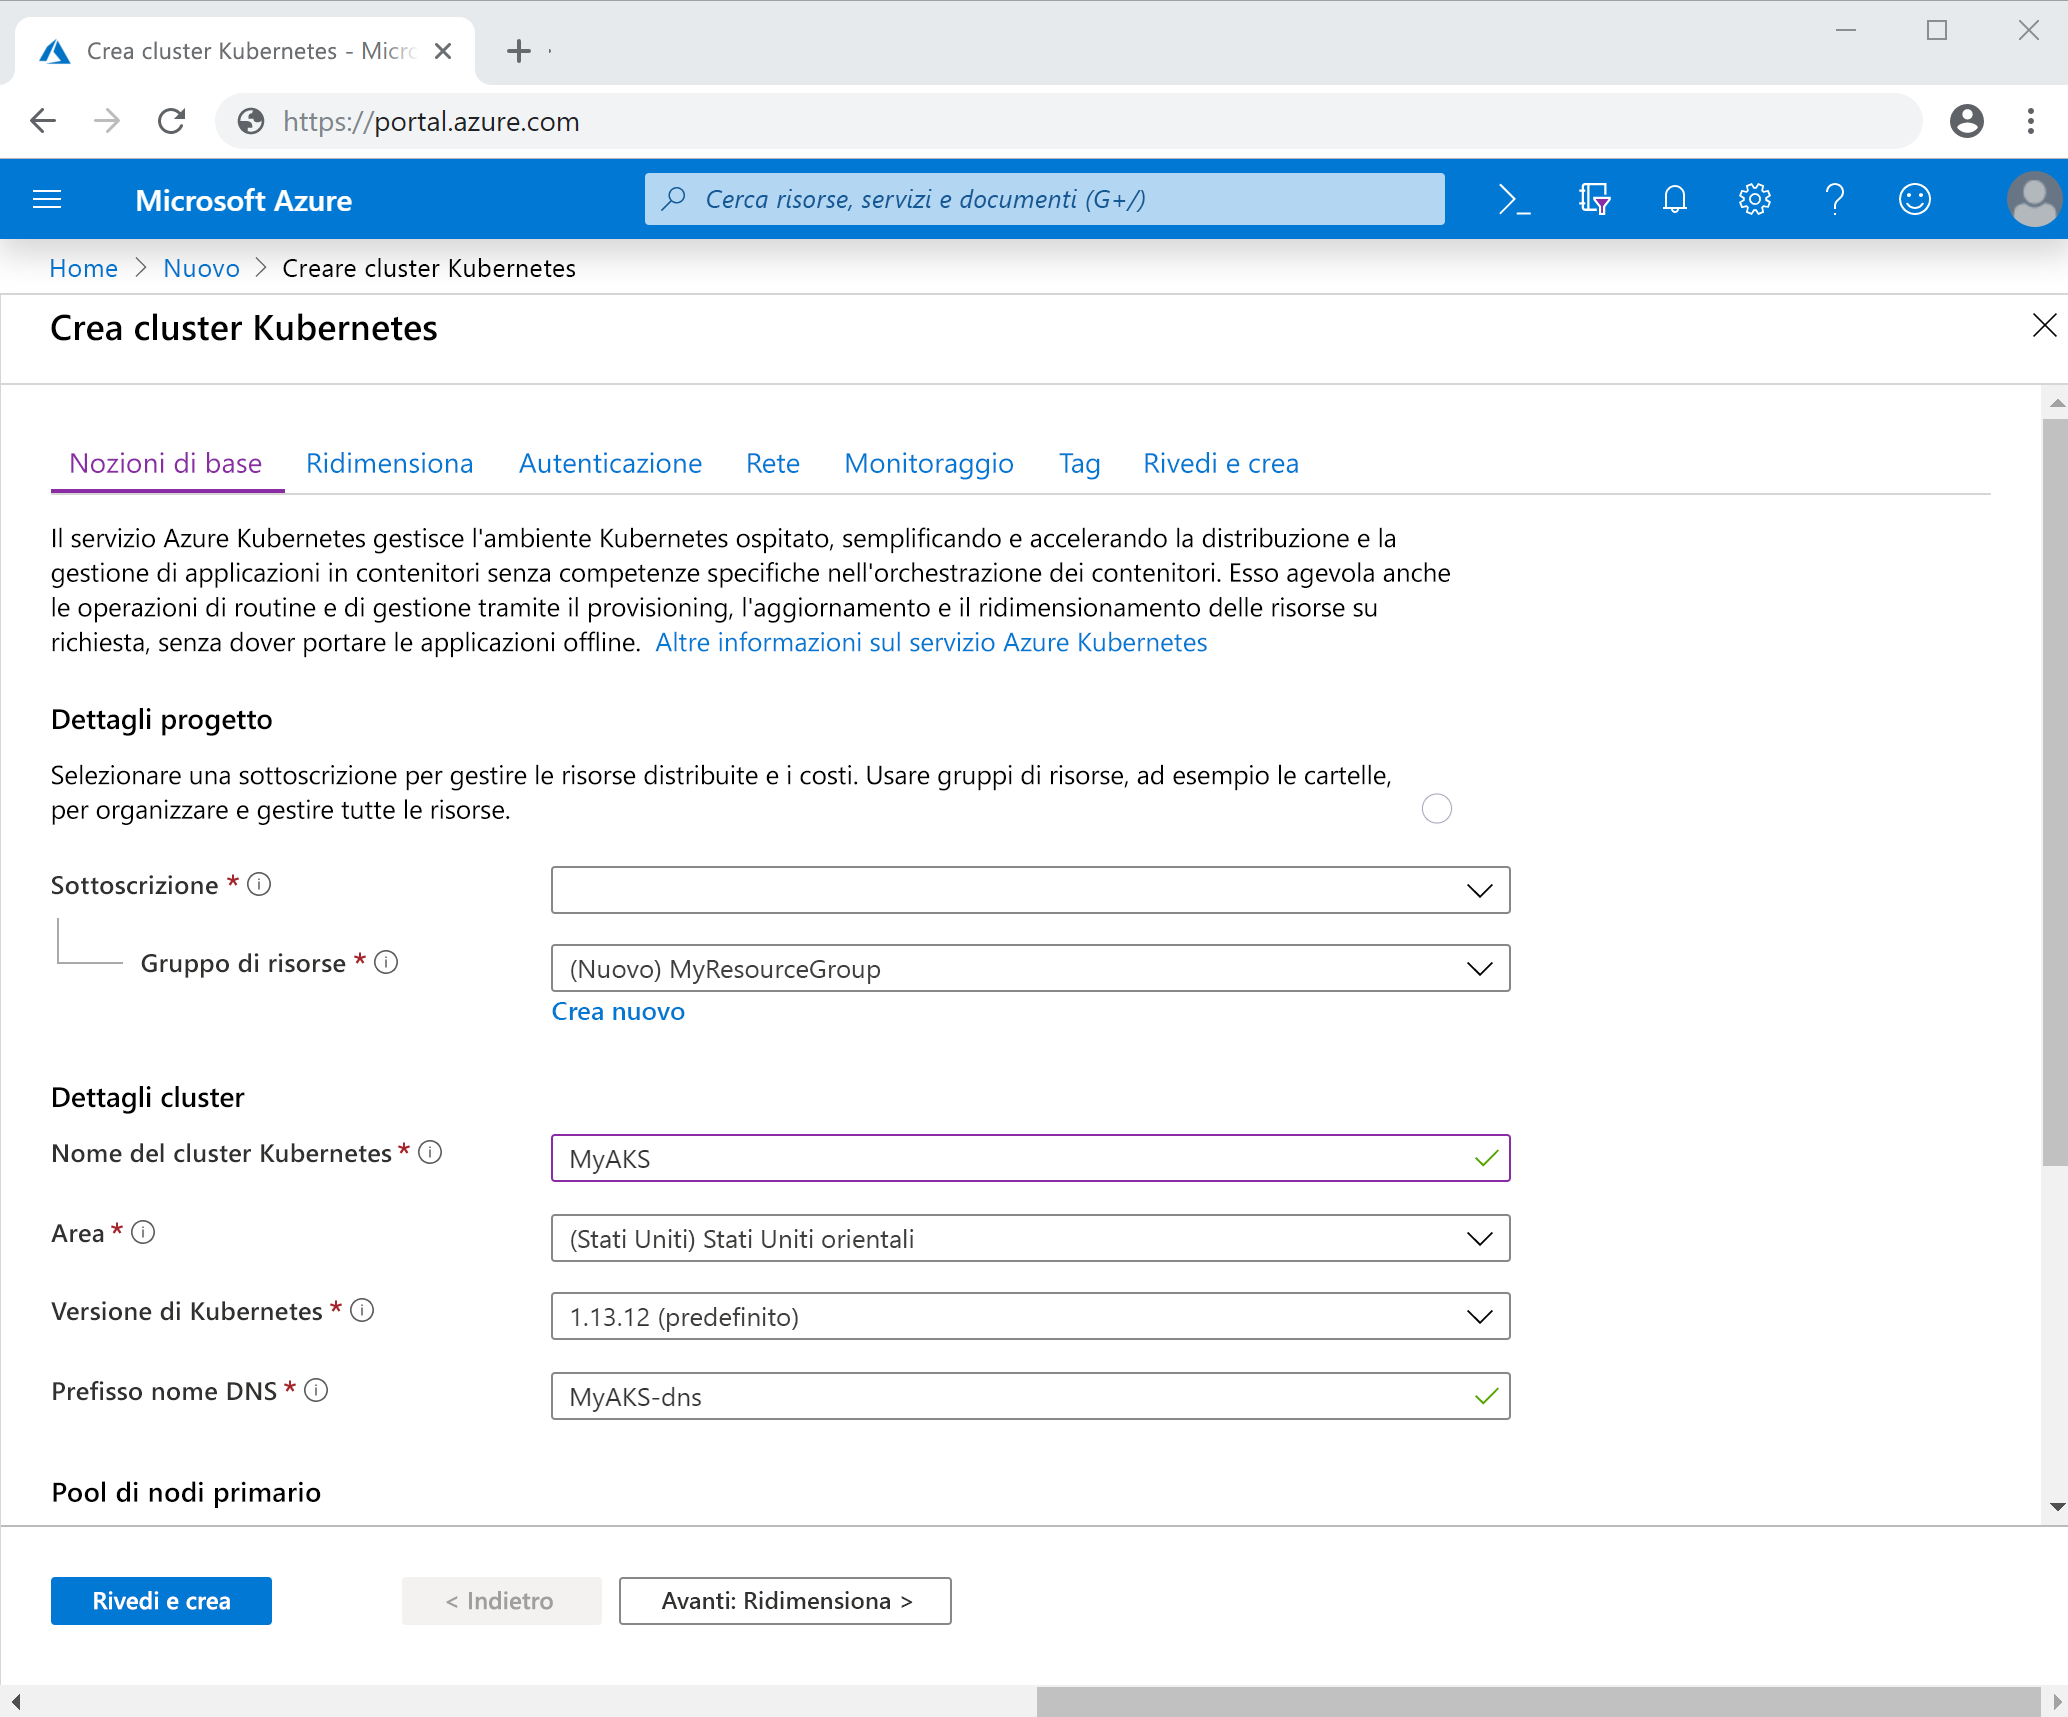 Crea cluster Kubernetes - Micro
https://portal.azure.com
Microsoft Azure
Cerca risorse, servizi e documenti (G+/)
Home > Nuovo > Creare cluster Kubernetes
Crea cluster Kubernetes
Nozioni di base Ridimensiona Autenticazione Rete Monitoraggio Tag Rivedi e crea
Il servizio Azure Kubernetes gestisce l'ambiente Kubernetes ospitato, semplificando e accelerando la distribuzione e la
gestione di applicazioni in contenitori senza competenze specifiche nell'orchestrazione dei contenitori. Esso agevola anche
le operazioni di routine e di gestione tramite il provisioning, l'aggiornamento e il ridimensionamento delle risorse su
richiesta, senza dover portare le applicazioni offline. Altre informazioni sul servizio Azure Kubernetes
Dettagli progetto
Selezionare una sottoscrizione per gestire le risorse distribuite e i costi. Usare gruppi di risorse, ad esempio le cartelle,
per organizzare e gestire tutte le risorse.
Sottoscrizione *
Gruppo di risorse * (Nuovo) MyResourceGroup
Crea nuovo
Dettagli cluster
Nome del cluster Kubernetes * MyAKS
Area * (Stati Uniti) Stati Uniti orientali
Versione di Kubernetes * 1.13.12 (predefinito)
Prefisso nome DNS * MyAKS-dns
Pool di nodi primario
Rivedi e crea < Indietro Avanti: Ridimensiona >